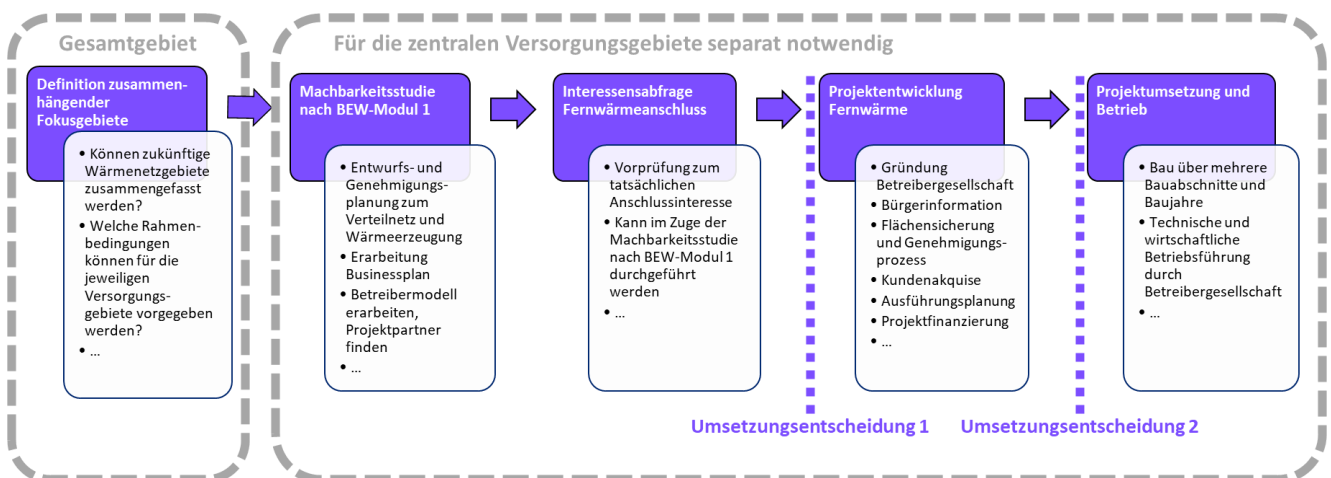 Gesamtgebiet
Definition zusammen-
hängender
Fokusgebiete
• Können zukünftige
Wärmenetzgebiete
zusammengefasst
werden?
• Welche Rahmen-
bedingungen
können für die
jeweiligen
Versorgungs-
gebiete vorgegeben
werden?
• ...
Für die zentralen Versorgungsgebiete separat notwendig
Machbarkeitsstudie
nach BEW-Modul 1
• Entwurfs- und
Genehmigungs-
planung zum
Verteilnetz und
Wärmeerzeugung
• Erarbeitung
Businessplan
• Betreibermodell
erarbeiten,
Projektpartner
finden
• ...
Interessensabfrage
Fernwärmeanschluss
• Vorprüfung zum
tatsächlichen
Anschlussinteresse
• Kann im Zuge der
Machbarkeitsstudie
nach BEW-Modul 1
durchgeführt
werden
• ...
Umsetzungsentscheidung 1
Projektentwicklung
Fernwärme
• Gründung
Betreibergesellschaft
• Bürgerinformation
• Flächensicherung
und Genehmigungs-
prozess
• Kundenakquise
• Ausführungsplanung
• Projektfinanzierung
• ...
Umsetzungsentscheidung 2
Projektumsetzung und
Betrieb
• Bau über mehrere
Bauabschnitte und
Baujahre
• Technische und
wirtschaftliche
Betriebsführung
durch
Betreibergesellschaft
• ...